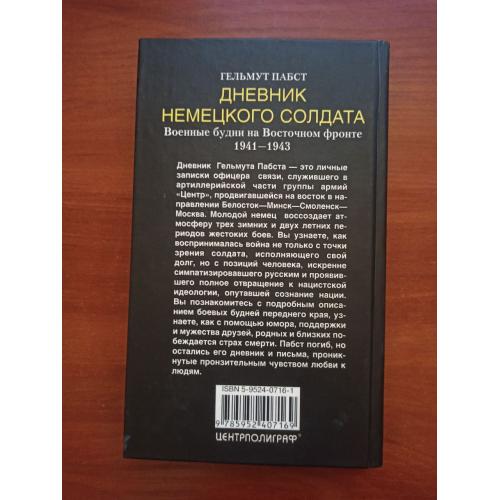 ГЕЛЬМУТ ПАБСТ
ДНЕВНИК
НЕМЕЦКОГО СОЛДАТА
Военные будни на Восточном фронте
1941—1943
Дневник Гельмута Пабста — это личные
записки офицера связи, служившего в
артиллерийской части группы армий
«Центр», продвигавшейся на восток в на-
правлении Белосток—Минск—Смоленск—
Москва. Молодой немец воссоздает ат-
мосферу трех зимних и двух летних пе-
риодов жестоких боев. Вы узнаете, как
воспринималась война не только с точки
зрения солдата, исполняющего свой
долг, но с позиций человека, искренне
симпатизировавшего русским и проявив-
шего полное отвращение к нацистской
идеологии, опутавшей сознание нации.
Вы познакомитесь с подробным описа-
нием боевых будней переднего края, уз-
наете, как с помощью юмора, поддержки
и мужества друзей, родных и близких по-
беждается страх смерти. Пабст погиб, но
остались его дневник и письма, проник-
нутые пронзительным чувством любви к
людям.
ISBN 5-9524-0716-1
9 785952 407169
ЦЕНТРПОЛИГРАФ®